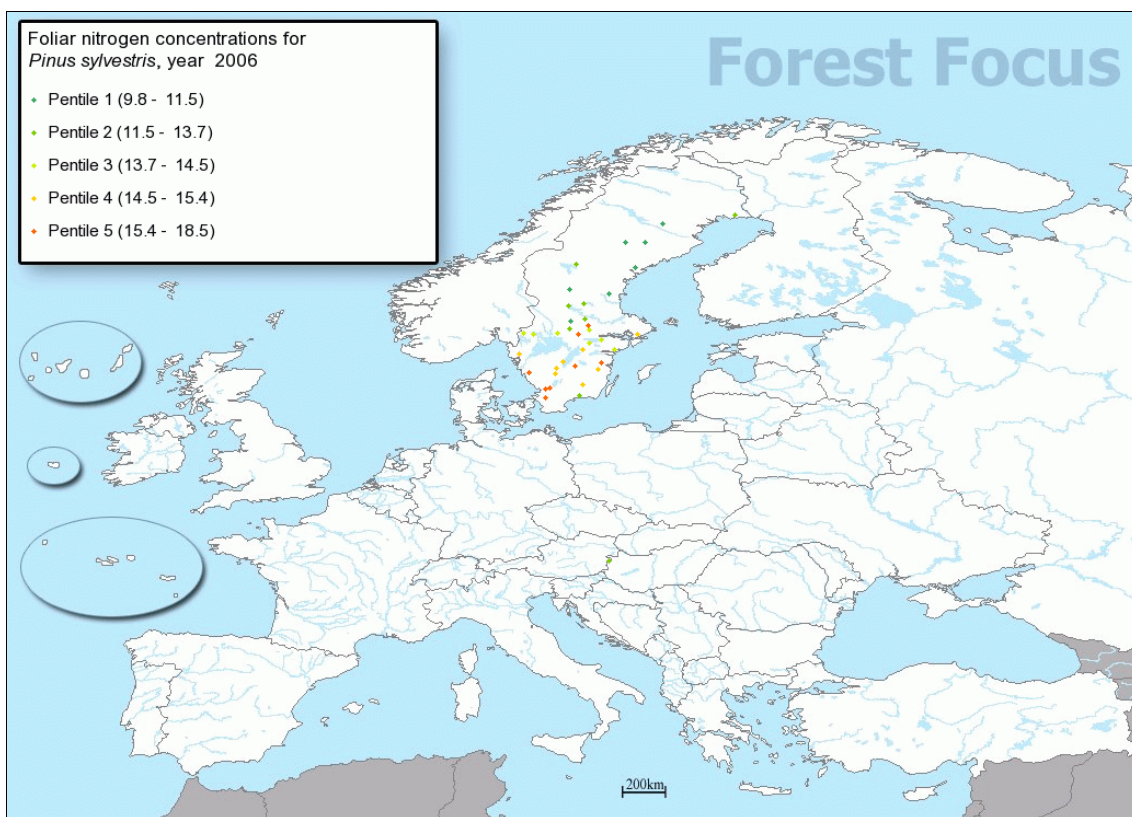 Foliar nitrogen concentrations for
Pinus sylvestris, year 2006
Pentile 1 (9.8 - 11.5)
Pentile 2 (11.5 - 13.7)
Pentile 3 (13.7 - 14.5)
Pentile 4 (14.5 - 15.4)
Pentile 5 (15.4 - 18.5)
Forest Focus
200km